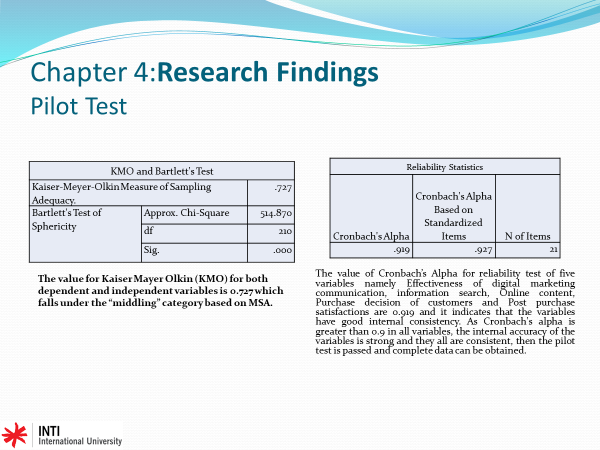 Chapter 4:Research Findings
Pilot Test
KMO and Bartlett's Test
Kaiser-Meyer-Olkin Measure of Sampling
Adequacy.
.727
Bartlett's Test of
Sphericity
Approx. Chi-Square
514.870
df
210
Sig.
.000
The value for Kaiser Mayer Olkin (KMO) for both
dependent and independent variables is 0.727 which
falls under the “middling” category based on MSA.
Reliability Statistics
Cronbach's Alpha
Cronbach's Alpha
Based on
Standardized
Items
N of Items
.919
.927
21
The value of Cronbach's Alpha for reliability test of five
variables namely Effectiveness of digital marketing
communication, information search, Online content,
Purchase decision of customers and Post purchase
satisfactions are 0.919 and it indicates that the variables
have good internal consistency. As Cronbach's alpha is
greater than 0.9 in all variables, the internal accuracy of the
variables is strong and they all are consistent, then the pilot
test is passed and complete data can be obtained.
INTI
International University